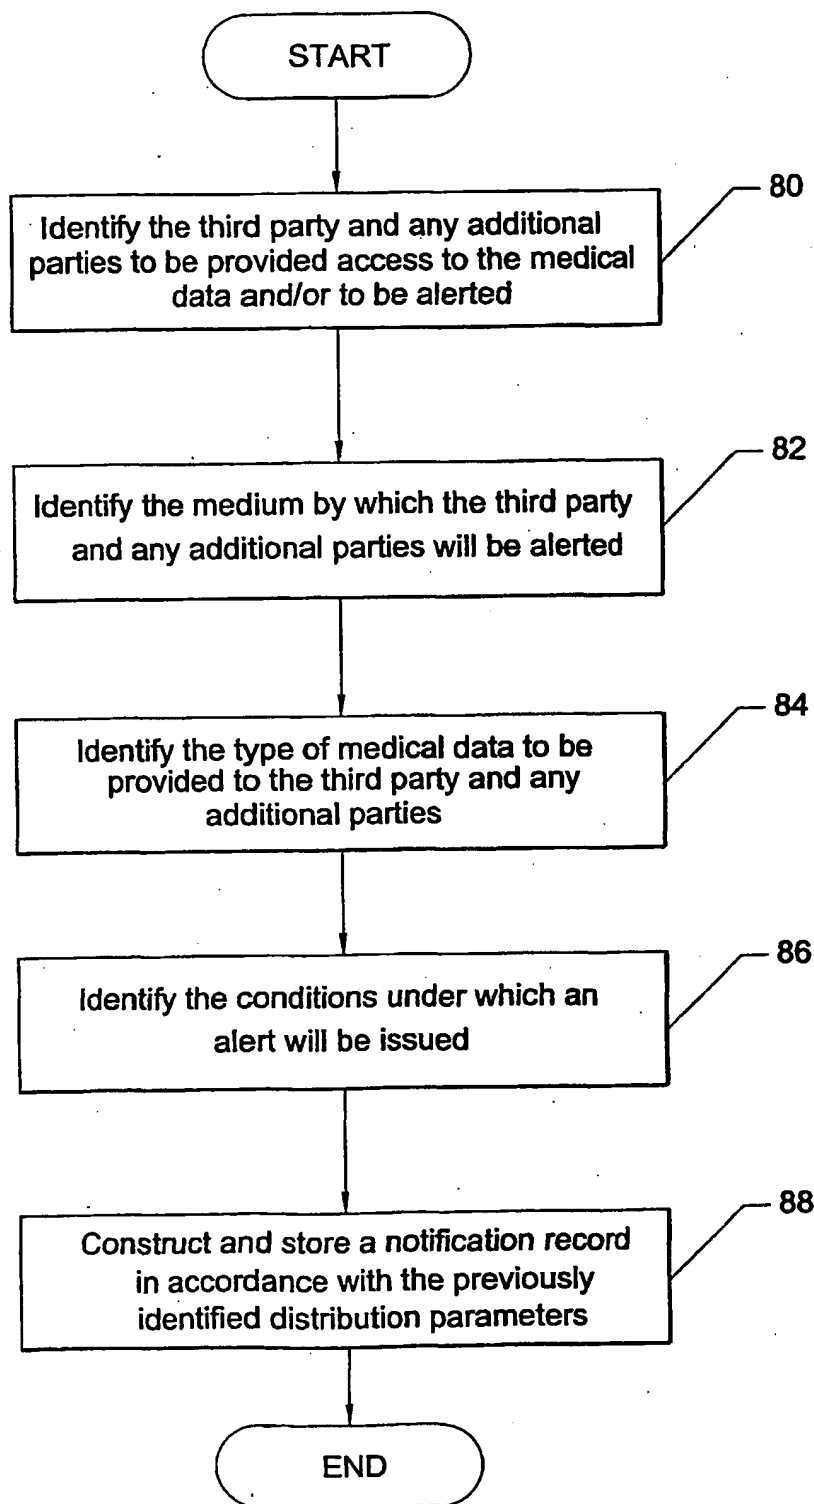 START
80
Identify the third party and any additional
parties to be provided access to the medical
data and/or to be alerted
82
Identify the medium by which the third party
and any additional parties will be alerted
84
Identify the type of medical data to be
provided to the third party and any
additional parties
86
Identify the conditions under which an
alert will be issued
88
Construct and store a notification record
in accordance with the previously
identified distribution parameters
END